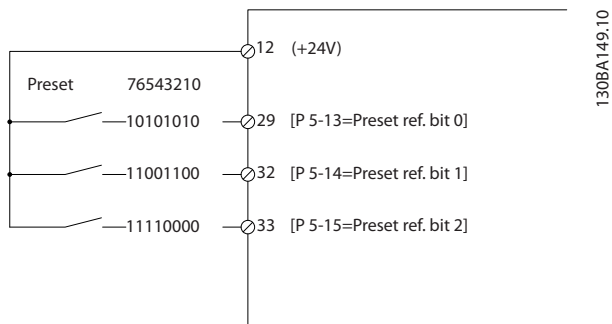 12 (+24V)
Preset 76543210
10101010 29 [P 5-13=Preset ref. bit 0]
11001100 32 [P 5-14=Preset ref. bit 1]
11110000 33 [P 5-15=Preset ref. bit 2]
130BA149.10